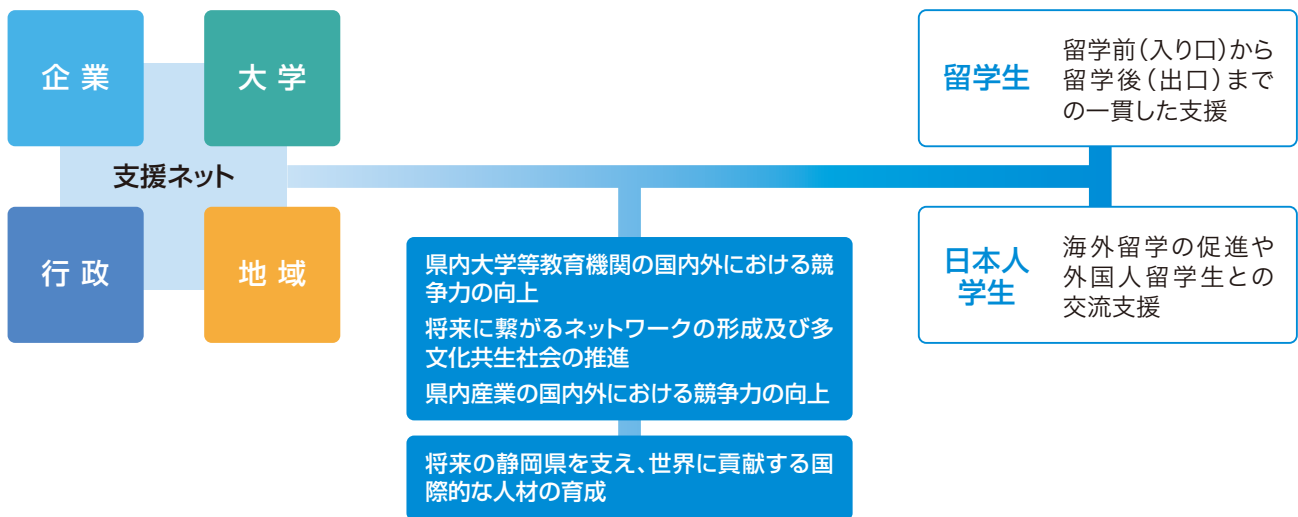 企業
大学
支援ネット
行政
地域
留学生
留学前(入り口)から
留学後(出口)まで
の一貫した支援
日本人
学生
海外留学の促進や
外国人留学生との
交流支援
県内大学等教育機関の国内外における競
争力の向上
将来に繋がるネットワークの形成及び多
文化共生社会の推進
県内産業の国内外における競争力の向上
将来の静岡県を支え、世界に貢献する国
際的な人材の育成